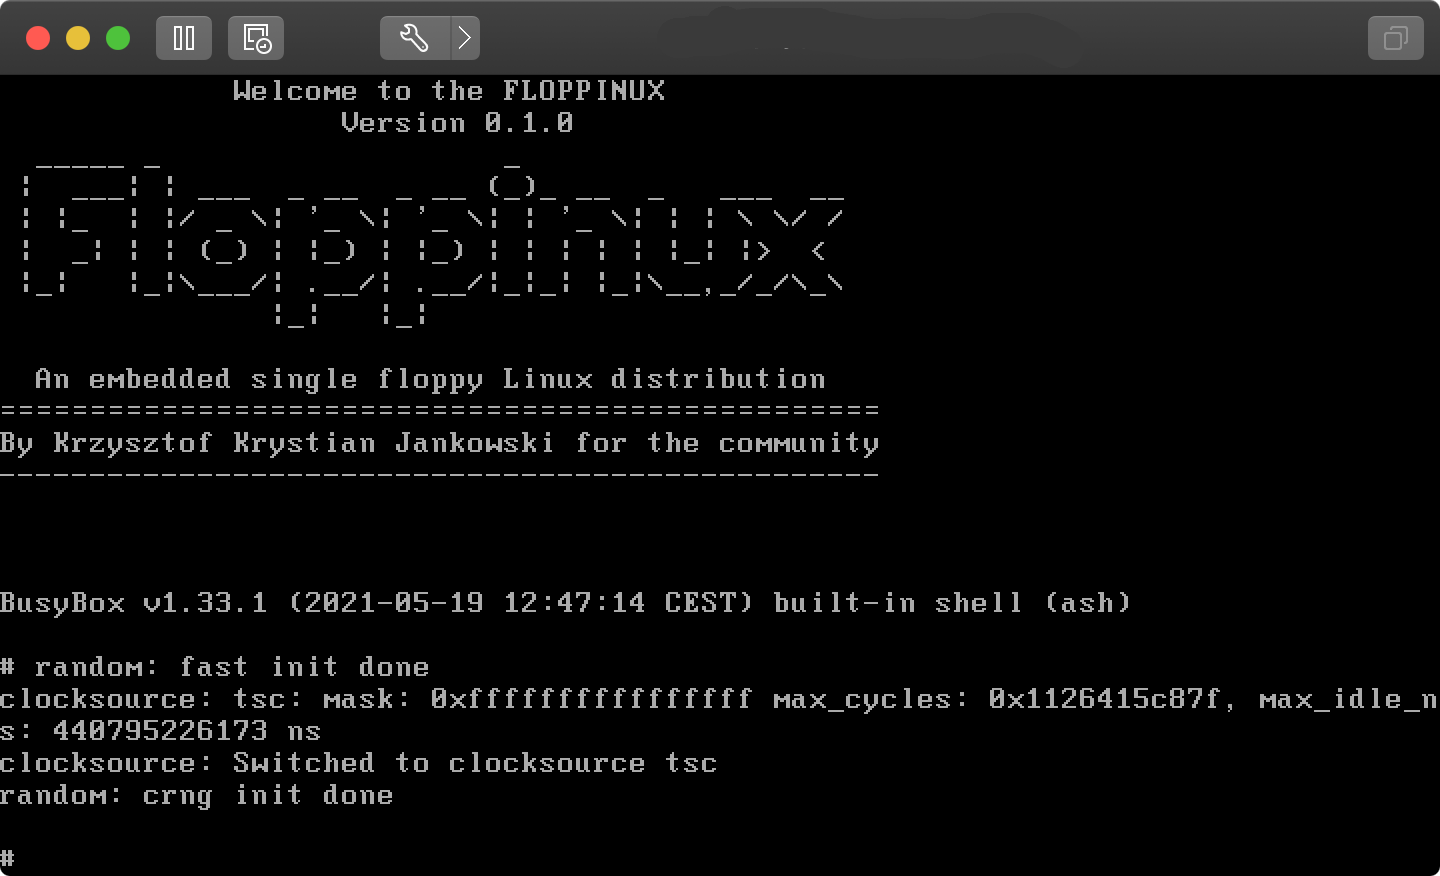 Welcome to the FLOPPINUX
Version 0.1.0
Floppinux
An embedded single floppy Linux distribution
=================================================
By Krzysztof Krystian Jankowski for the community
-------------------------------------------------
BusyBox v1.33.1 (2021-05-19 12:47:14 CEST) built-in shell (ash)
# random: fast init done
clocksource: tsc: mask: 0xffffffffffffffff max_cycles: 0x1126415c87f, max_idle_n
s: 440795226173 ns
clocksource: Switched to clocksource tsc
random: crng init done
#